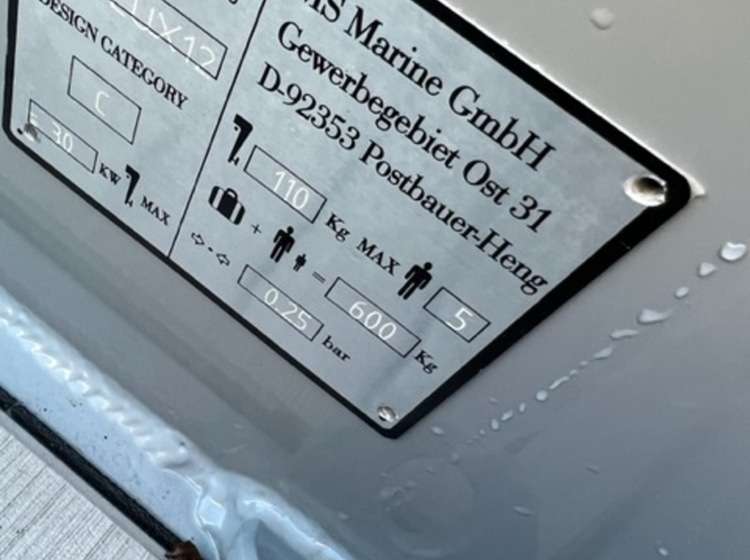 DESIGN CATEGORY
C
30 KW MAX
Marine GmbH
Gewerbegebiet Ost 31
D-92353 Postbauer-Heng
110 Kg MAX 5
+ = 600 Kg
0.25 bar